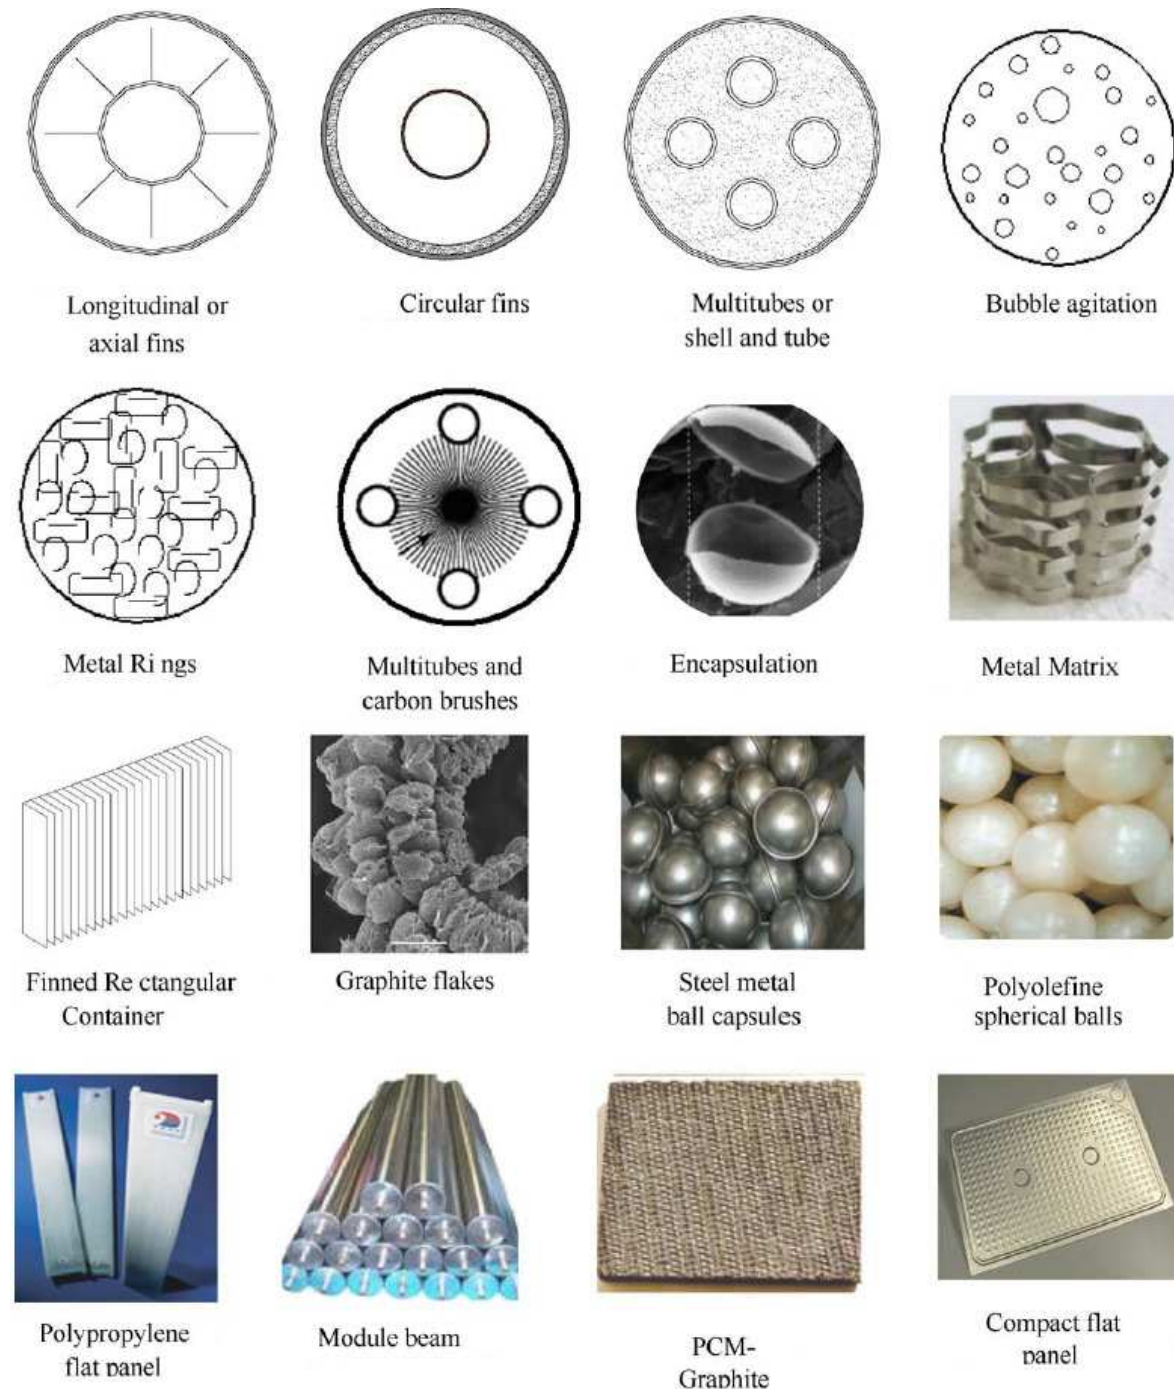 Longitudinal or
axial fins
Circular fins
Multitubes or
shell and tube
Bubble agitation
Metal Ri ngs
Multitubes and
carbon brushes
Encapsulation
Metal Matrix
Finned Re ctangular
Container
Graphite flakes
Steel metal
ball capsules
Polyolefine
spherical balls
Polypropylene
flat panel
Module beam
PCM-
Graphite
Compact flat
panel